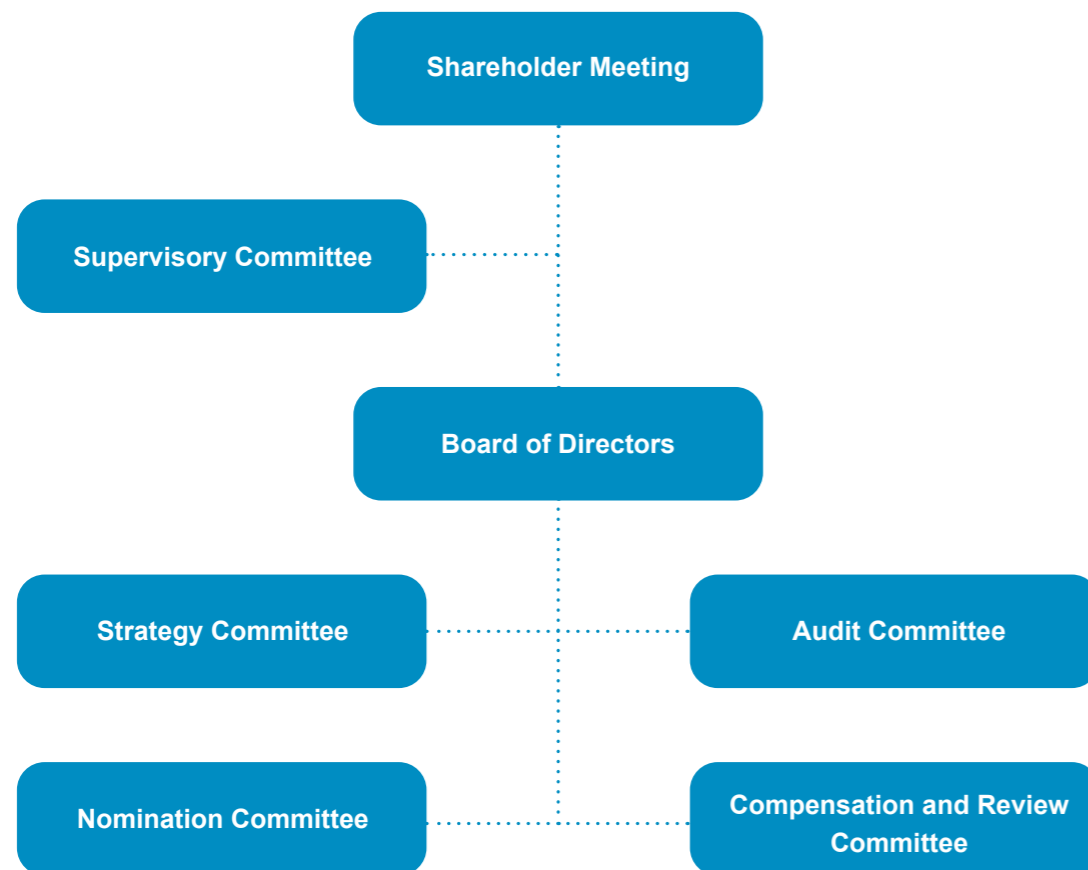 Shareholder Meeting
Supervisory Committee
Board of Directors
Strategy Committee
Audit Committee
Nomination Committee
Compensation and Review
Committee